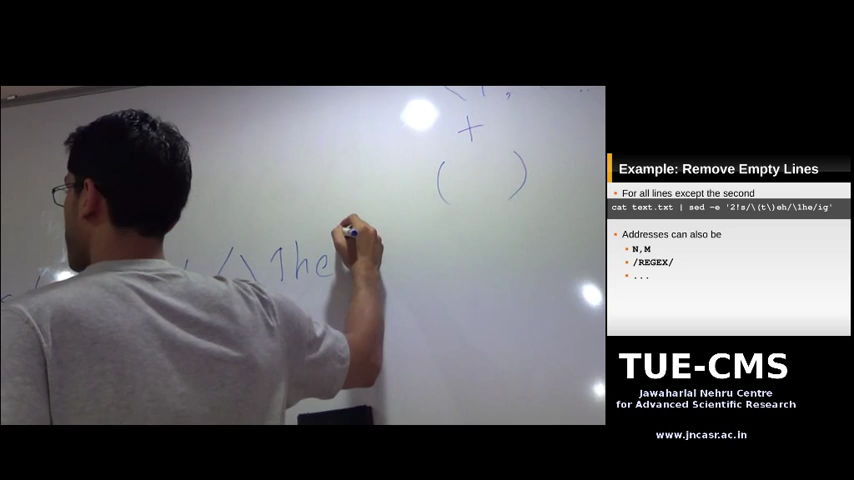 +
( )
/\1he
Example: Remove Empty Lines
For all lines except the second
cat text.txt | sed -e '2!s/\(t\)eh/\1he/ig'
Addresses can also be
N,M
/REGEX/
...
TUE-CMS
Jawaharlal Nehru Centre
for Advanced Scientific Research
www.jncasr.ac.in